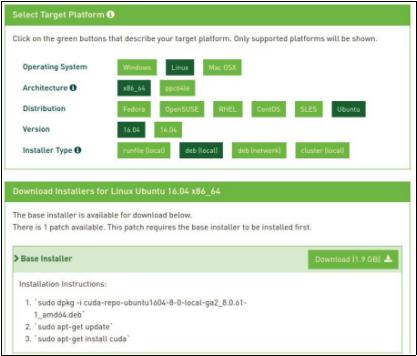 Select Target Platform
Click on the green buttons that describe your target platform. Only supported platforms will be shown.
Operating System Windows Linux Mac OSX
Architecture x86_64 ppc64le
Distribution Fedora OpenSUSE RHEL CentOS SLES Ubuntu
Version 16.04 14.04
Installer Type runfile (local) deb (local) deb (network) cluster (local)
Download Installers for Linux Ubuntu 16.04 x86_64
The base installer is available for download below.
There is 1 patch available. This patch requires the base installer to be installed first.
Base Installer Download (1.9 GB)
Installation Instructions:
1. `sudo dpkg -i cuda-repo-ubuntu1604-8-0-local-ga2_8.0.61-
1_amd64.deb`
2. `sudo apt-get update`
3. `sudo apt-get install cuda`